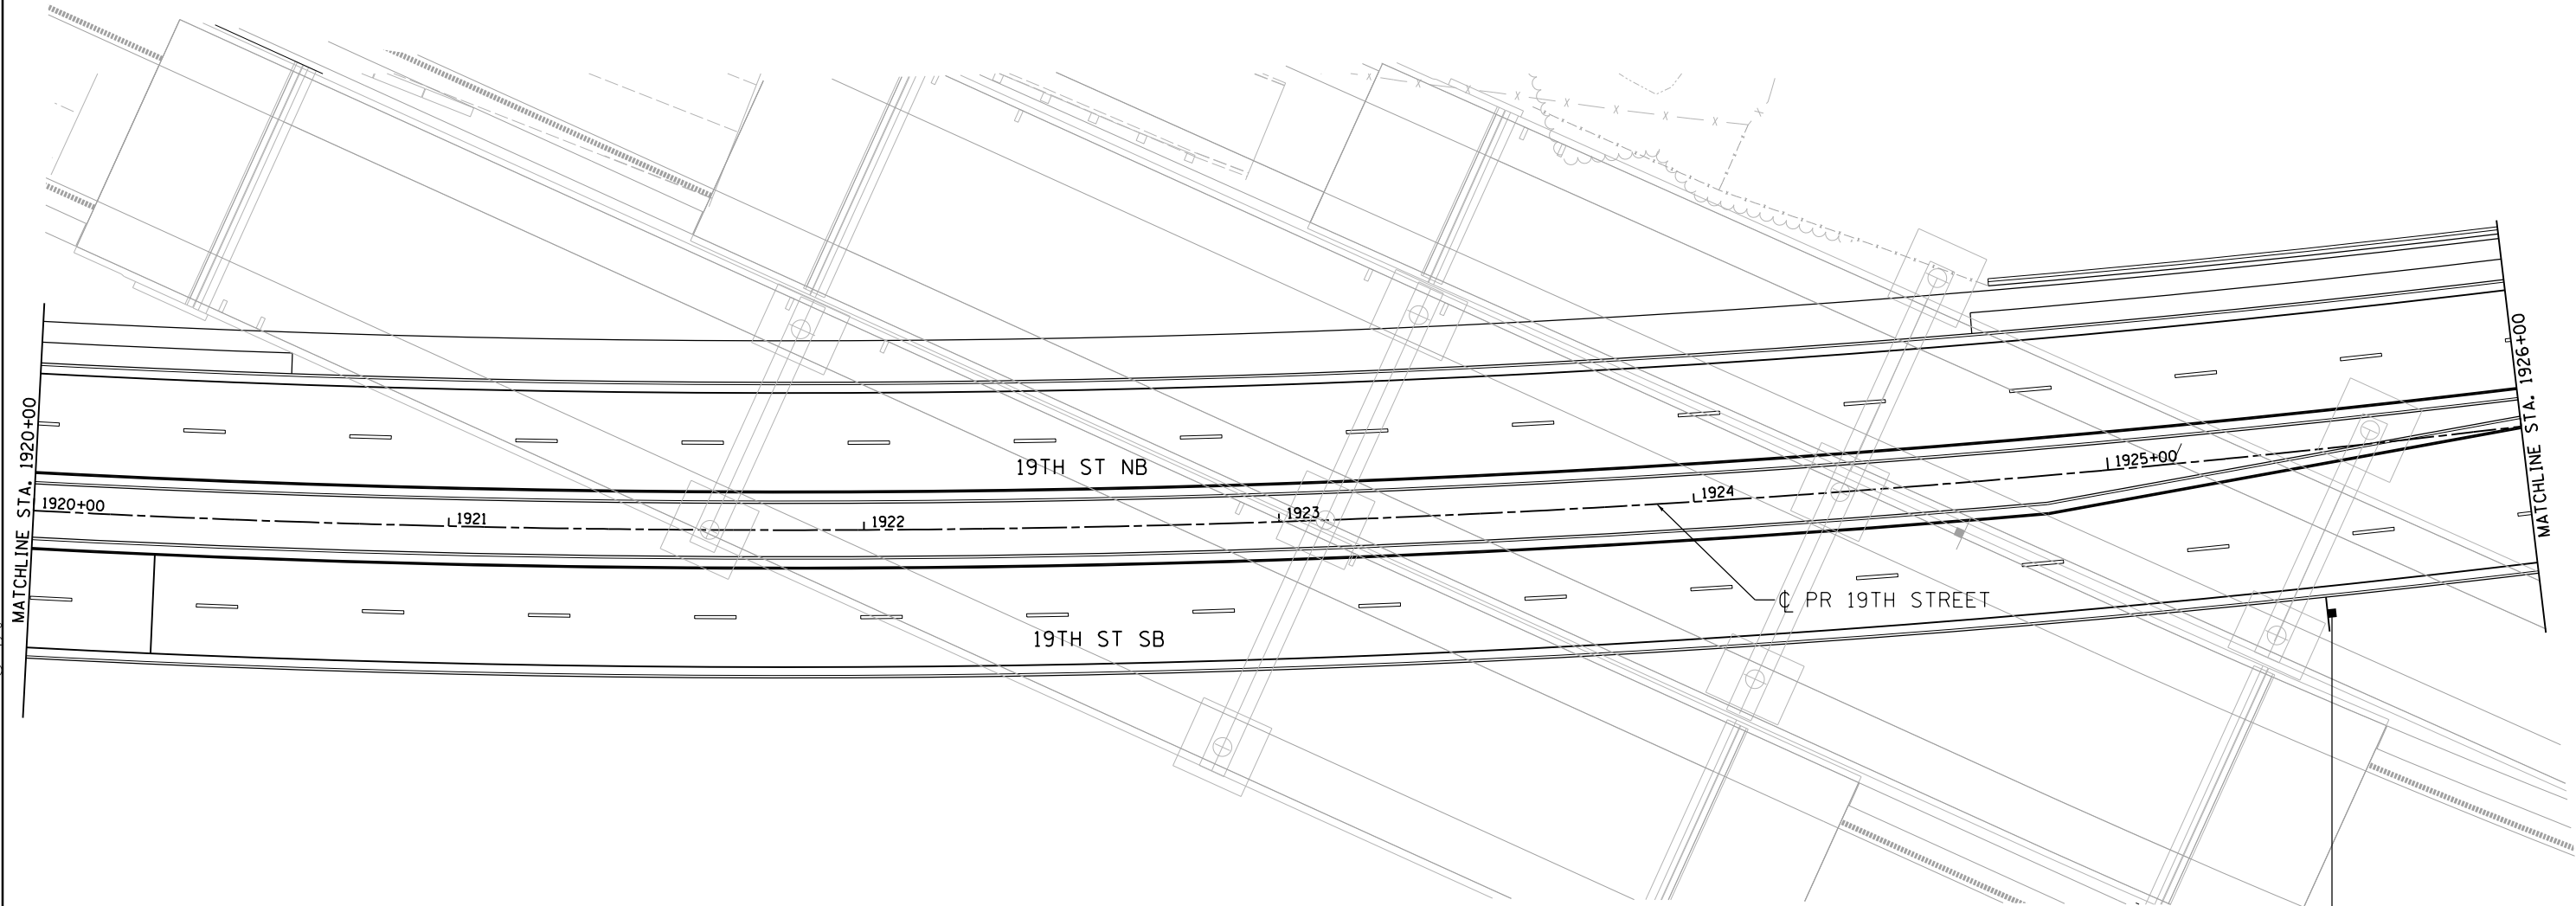 MATCHLINE STA. 1920+00
1920+00
1921
1922
1923
1924
1925+00
19TH ST NB
19TH ST SB
℄ PR 19TH STREET
MATCHLINE STA. 1926+00